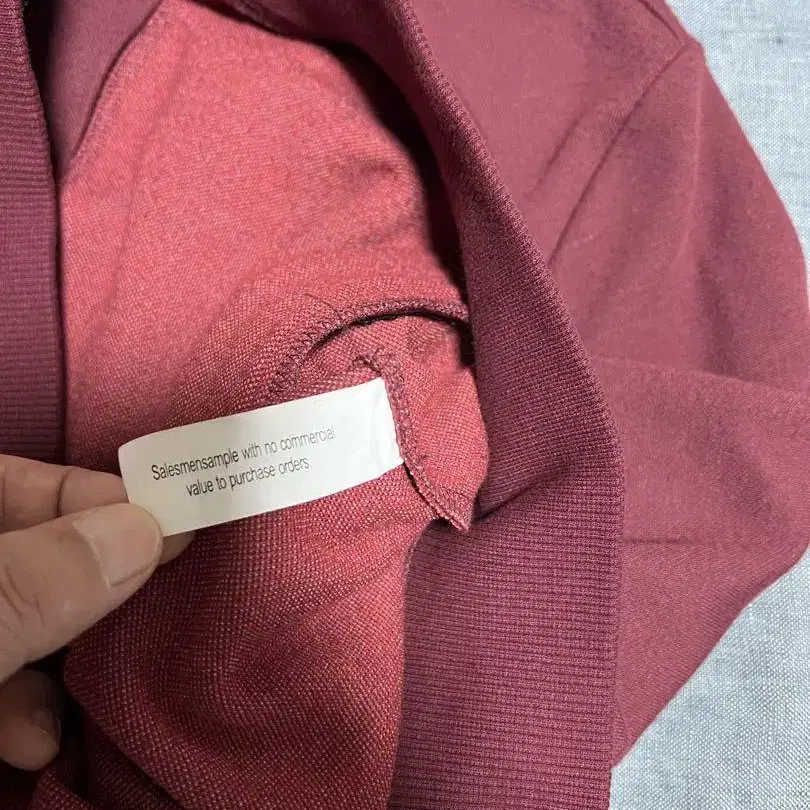 Salesmensample with no commercial
value to purchase orders